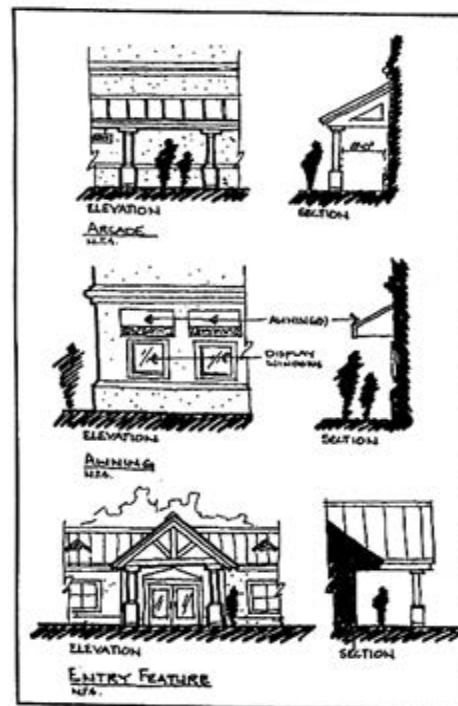 ELEVATION
SECTION
ARCADE
N.T.S.
AWNING(S)
DISPLAY
WINDOWS
ELEVATION
SECTION
AWNING
N.T.S.
ELEVATION
SECTION
ENTRY FEATURE
N.T.S.